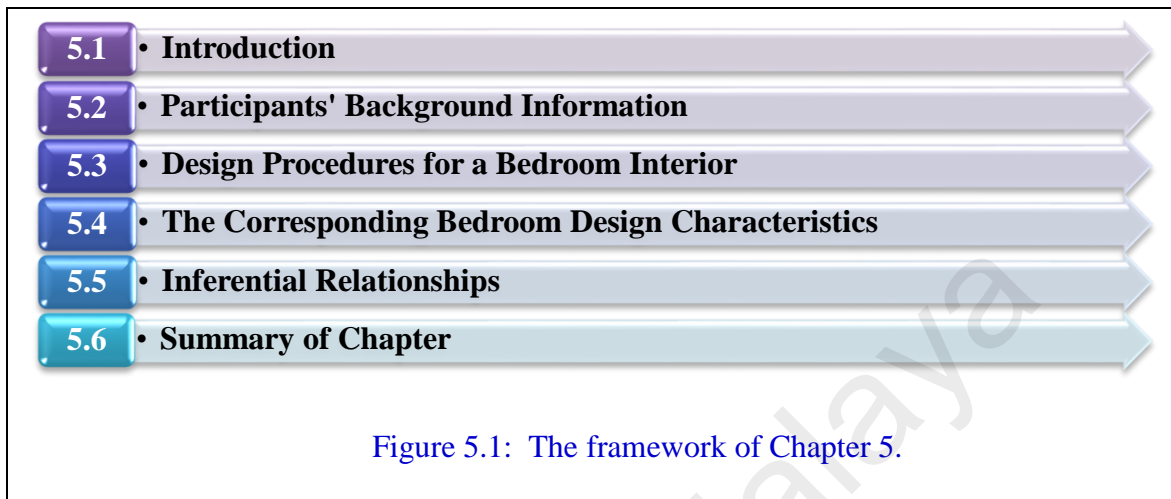 5.1 • Introduction
5.2 • Participants' Background Information
5.3 • Design Procedures for a Bedroom Interior
5.4 • The Corresponding Bedroom Design Characteristics
5.5 • Inferential Relationships
5.6 • Summary of Chapter
Figure 5.1: The framework of Chapter 5.